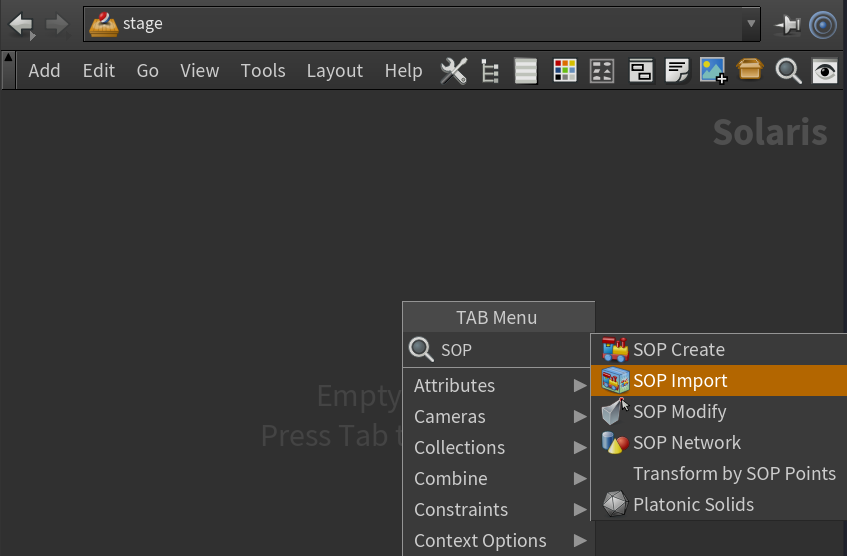 stage
Add Edit Go View Tools Layout Help
Solaris
TAB Menu
SOP
SOP Create
SOP Import
SOP Modify
SOP Network
Transform by SOP Points
Platonic Solids
Attributes
Cameras
Collections
Combine
Constraints
Context Options
Empty
Press Tab t